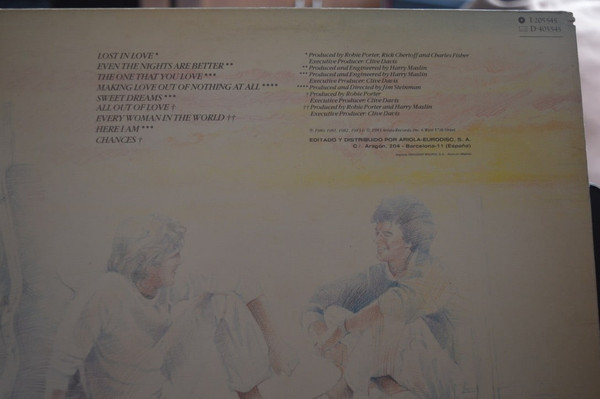 I-205545
D-405545
LOST IN LOVE *
EVEN THE NIGHTS ARE BETTER **
THE ONE THAT YOU LOVE ***
MAKING LOVE OUT OF NOTHING AT ALL ****
SWEET DREAMS ***
ALL OUT OF LOVE †
EVERY WOMAN IN THE WORLD ††
HERE I AM ***
CHANCES †
* Produced by Robie Porter, Rick Chertoff and Charles Fisher
Executive Producer: Clive Davis
** Produced and Engineered by Harry Maslin
*** Produced and Engineered by Harry Maslin
Executive Producer: Clive Davis
**** Produced and Directed by Jim Steinman
† Produced by Robie Porter
Executive Producer: Clive Davis
†† Produced by Robie Porter and Harry Maslin
Executive Producer: Clive Davis
EDITADO Y DISTRIBUIDO POR ARIOLA-EURODISC, S. A.
C/. Aragón, 204 - Barcelona-11 (España)